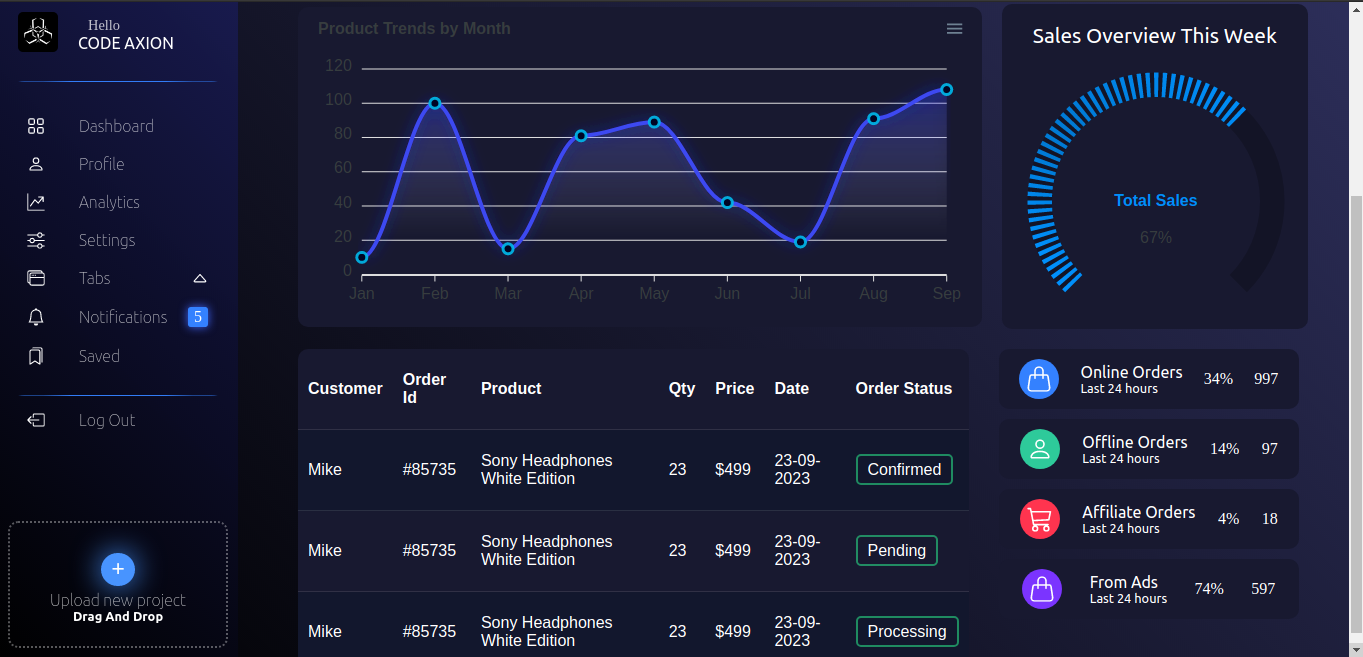 Hello
CODE AXION
Dashboard
Profile
Analytics
Settings
Tabs
Notifications 5
Saved
Log Out
+
Upload new project
Drag And Drop
Product Trends by Month
120
100
80
60
40
20
0
Jan Feb Mar Apr May Jun Jul Aug Sep
Sales Overview This Week
Total Sales
67%
Customer Order Id Product Qty Price Date Order Status
Mike #85735 Sony Headphones White Edition 23 $499 23-09-2023 Confirmed
Mike #85735 Sony Headphones White Edition 23 $499 23-09-2023 Pending
Mike #85735 Sony Headphones White Edition 23 $499 23-09-2023 Processing
Online Orders 34% 997
Last 24 hours
Offline Orders 14% 97
Last 24 hours
Affiliate Orders 4% 18
Last 24 hours
From Ads 74% 597
Last 24 hours